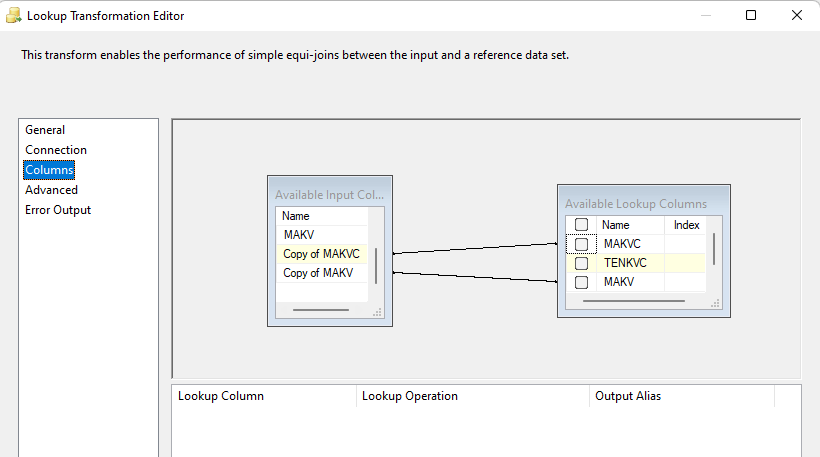 Lookup Transformation Editor
This transform enables the performance of simple equi-joins between the input and a reference data set.
General
Connection
Columns
Advanced
Error Output
Available Input Col...
Name
MAKV
Copy of MAKVC
Copy of MAKV
Available Lookup Columns
Name Index
MAKVC
TENKVC
MAKV
Lookup Column Lookup Operation Output Alias